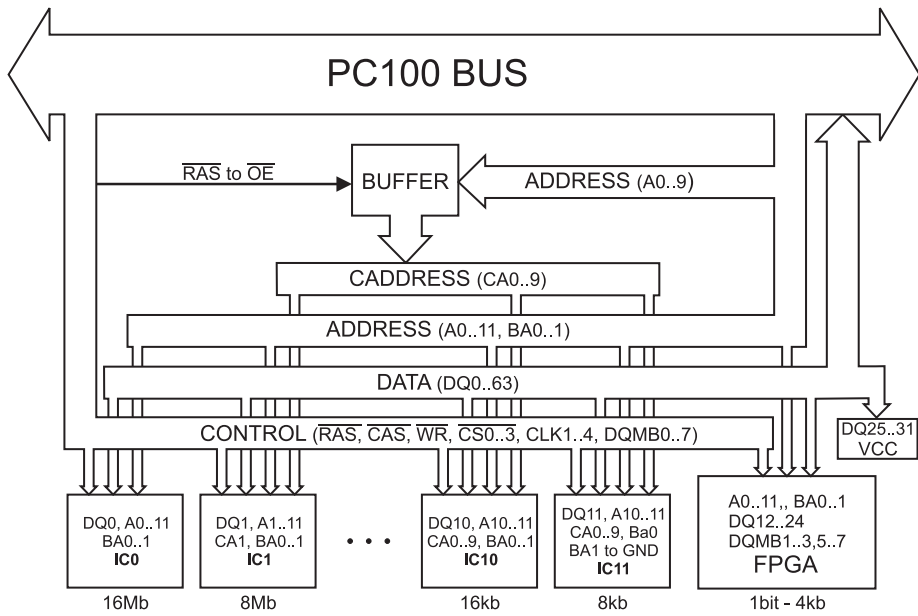 PC100 BUS
RAS to OE
BUFFER
ADDRESS (A0..9)
CADDRESS (CA0..9)
ADDRESS (A0..11, BA0..1)
DATA (DQ0..63)
CONTROL (RAS, CAS, WR, CS0..3, CLK1..4, DQMB0..7)
DQ25..31
VCC
DQ0, A0..11
BA0..1
IC0
16Mb
DQ1, A1..11
CA1, BA0..1
IC1
8Mb
. . .
DQ10, A10..11
CA0..9, BA0..1
IC10
16kb
DQ11, A10..11
CA0..9, Ba0
BA1 to GND
IC11
8kb
A0..11,, BA0..1
DQ12..24
DQMB1..3,5..7
FPGA
1bit - 4kb